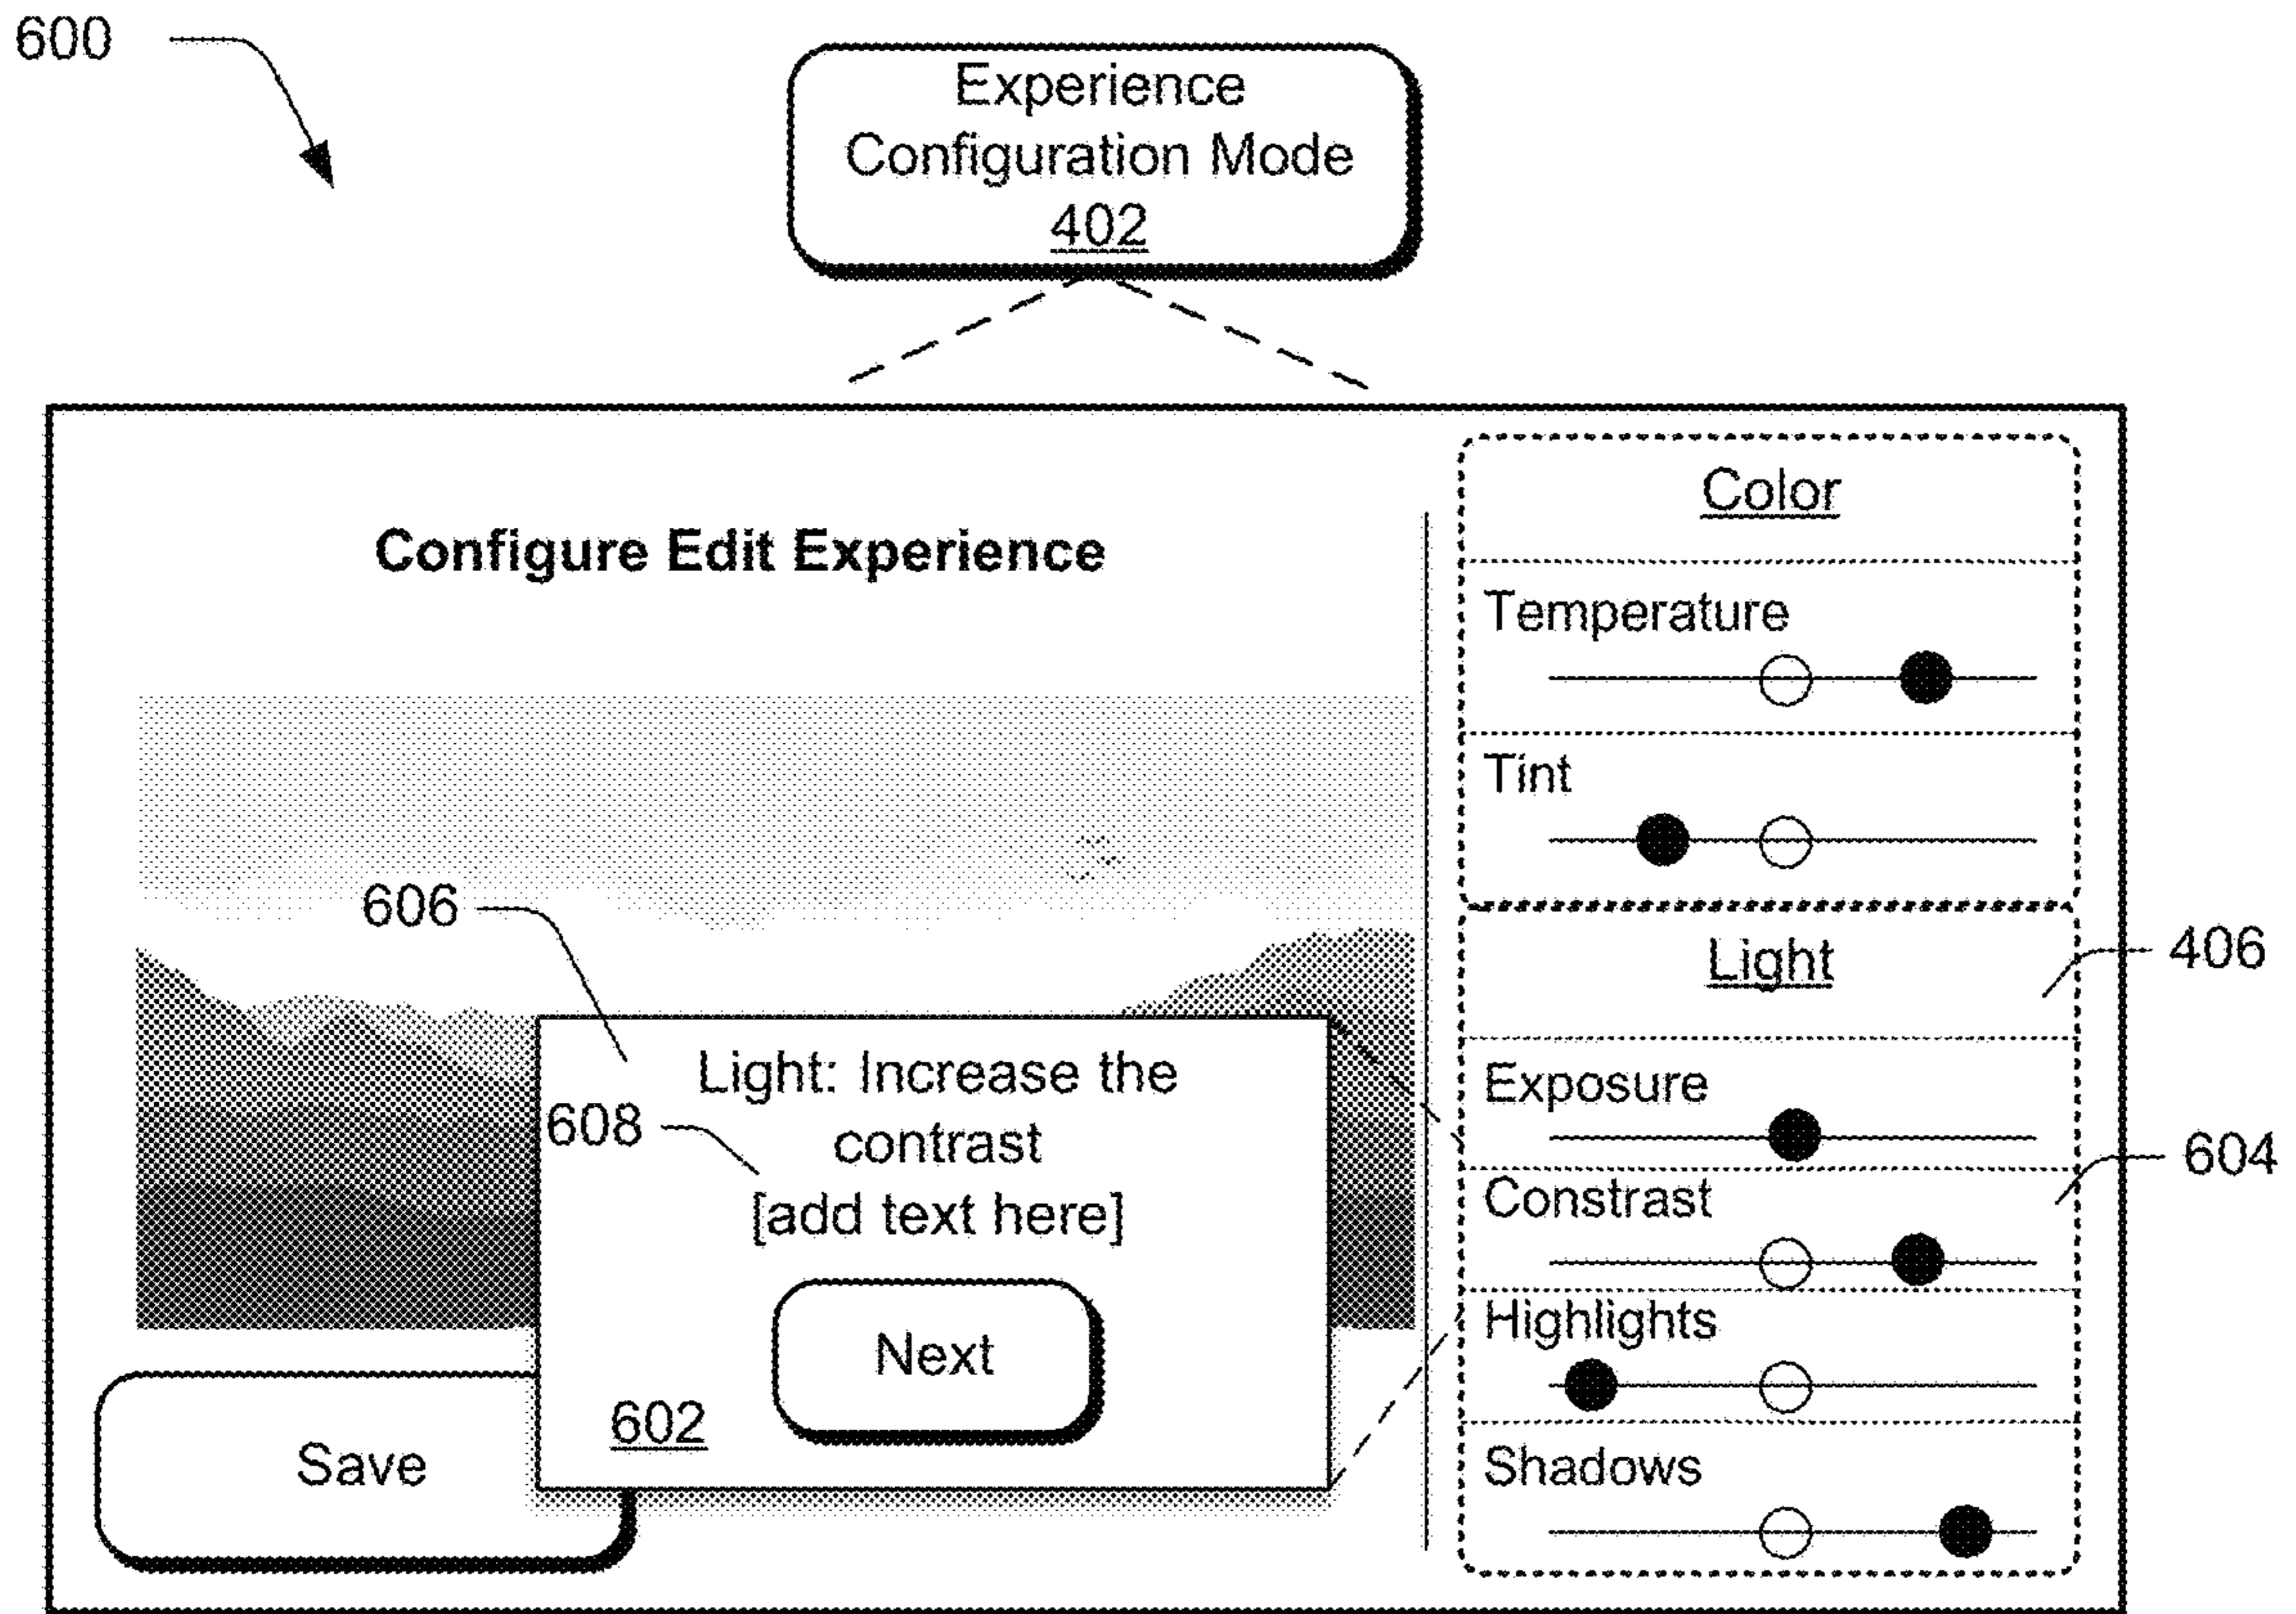 600
Experience
Configuration Mode
402
Configure Edit Experience
606
Light: Increase the
608
contrast
[add text here]
Next
602
Save
Color
Temperature
Tint
Light
406
Exposure
604
Constrast
Highlights
Shadows